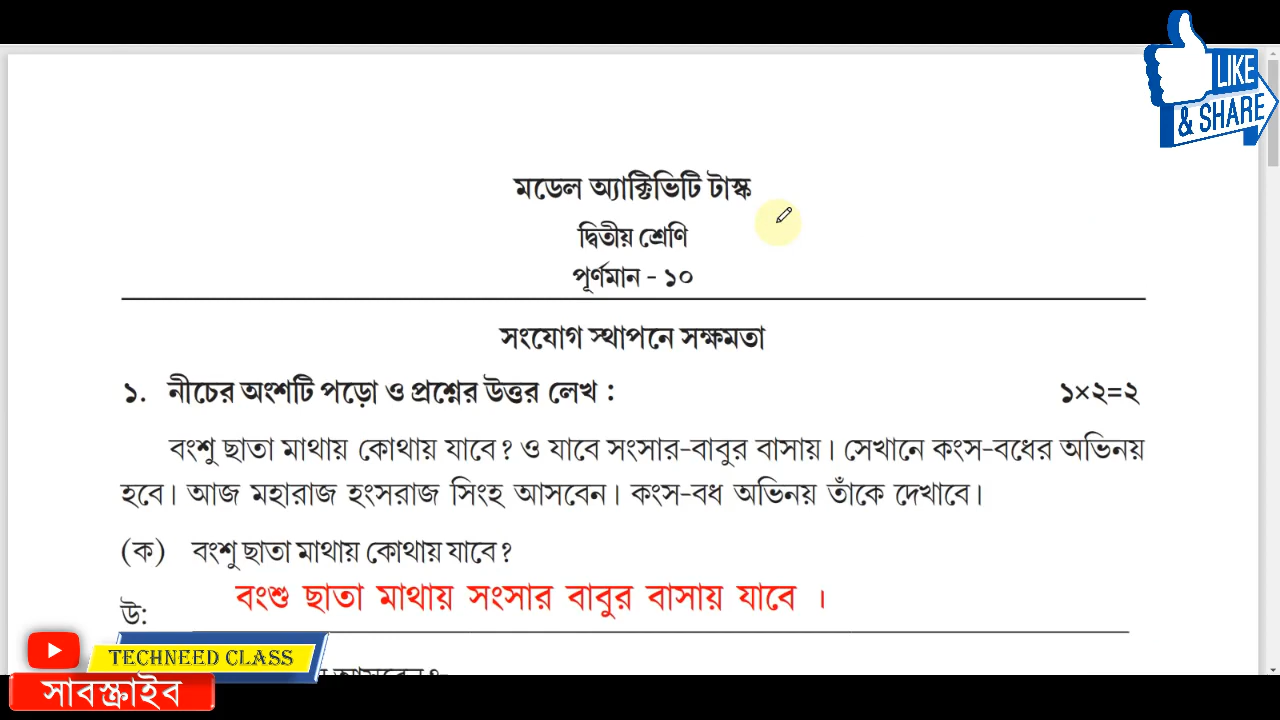 LIKE
& SHARE
মডেল অ্যাক্টিভিটি টাস্ক
দ্বিতীয় শ্রেণি
পূর্ণমান - ১০
সংযোগ স্থাপনে সক্ষমতা
১. নীচের অংশটি পড়ো ও প্রশ্নের উত্তর লেখ : ১×২=২
বংশু ছাতা মাথায় কোথায় যাবে? ও যাবে সংসার-বাবুর বাসায়। সেখানে কংস-বধের অভিনয়
হবে। আজ মহারাজ হংসরাজ সিংহ আসবেন। কংস-বধ অভিনয় তাঁকে দেখাবে।
(ক) বংশু ছাতা মাথায় কোথায় যাবে?
উ: বংশু ছাতা মাথায় সংসার বাবুর বাসায় যাবে ।
TECHNEED CLASS
সাবস্ক্রাইব